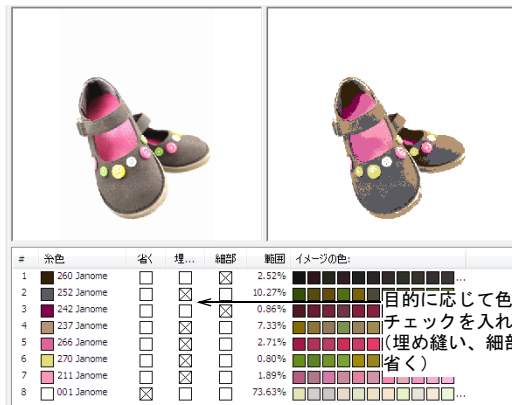 # 糸色 省く 埋... 細部 範囲 イメージの色:
1 260 Janome 2.52% ...
2 252 Janome 10.27%
3 242 Janome 0.86%
4 237 Janome 7.33%
5 266 Janome 2.71%
6 270 Janome 0.80%
7 211 Janome 1.89%
8 001 Janome 73.63% ...
目的に応じて色
チェックを入れ
(埋め縫い、細部
省く)